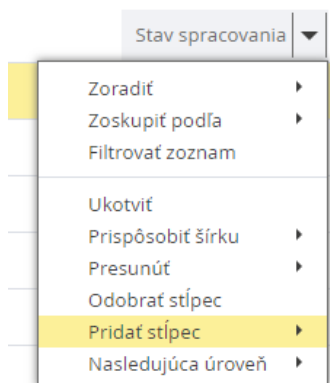 Stav spracovania
Zoradiť
Zoskupiť podľa
Filtrovať zoznam
Ukotviť
Prispôsobiť šírku
Presunúť
Odobrať stĺpec
Pridať stĺpec
Nasledujúca úroveň